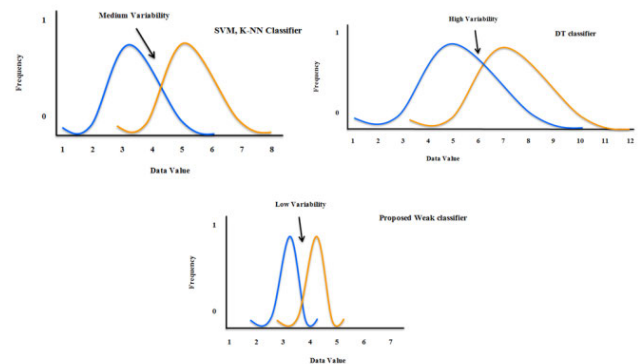 Medium Variability
SVM, K-NN Classifier
1
Frequency
0
1 2 3 4 5 6 7 8
Data Value
High Variability
DT classifier
1
Frequency
0
1 2 3 4 5 6 7 8 9 10 11 12
Data Value
Low Variability
Proposed Weak classifier
1
Frequency
0
1 2 3 4 5 6 7
Data Value